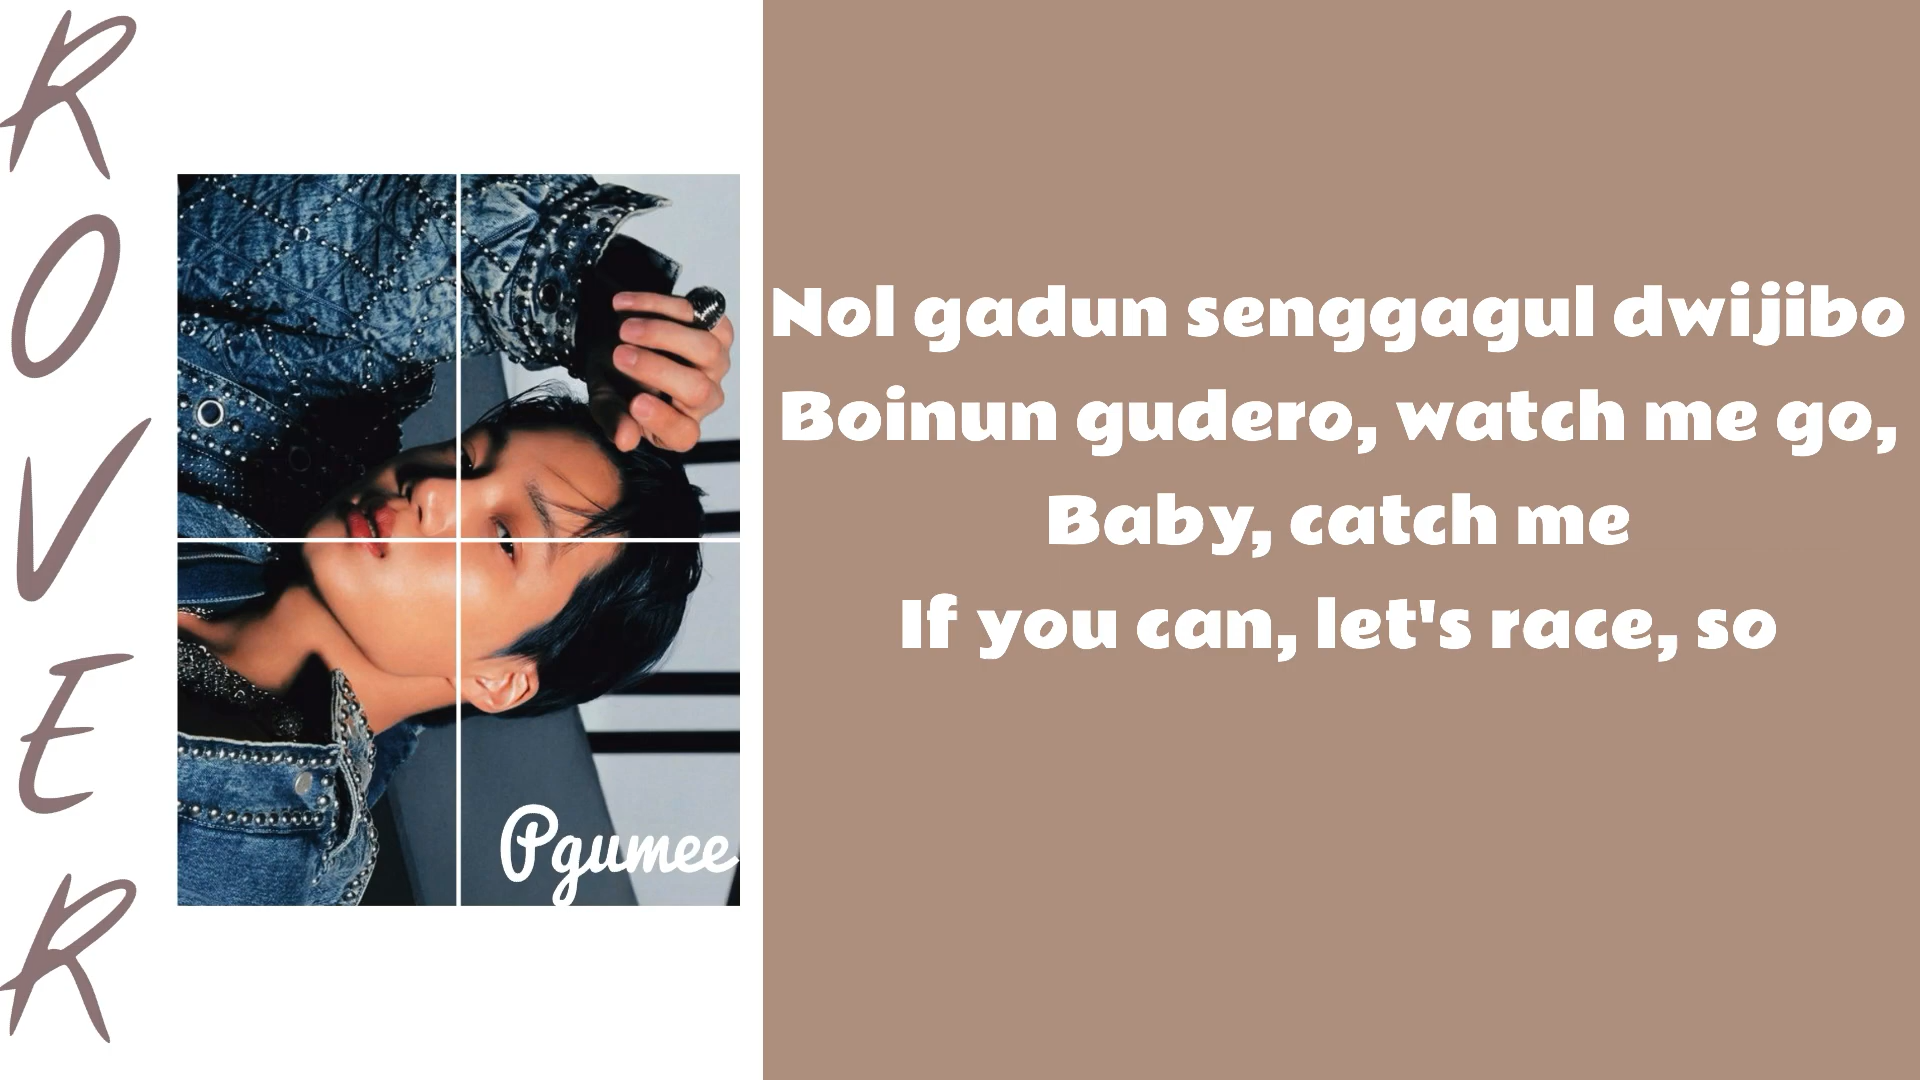 ROVER
Pgumee
Nol gadun senggagul dwijibo
Boinun gudero, watch me go,
Baby, catch me
If you can, let's race, so